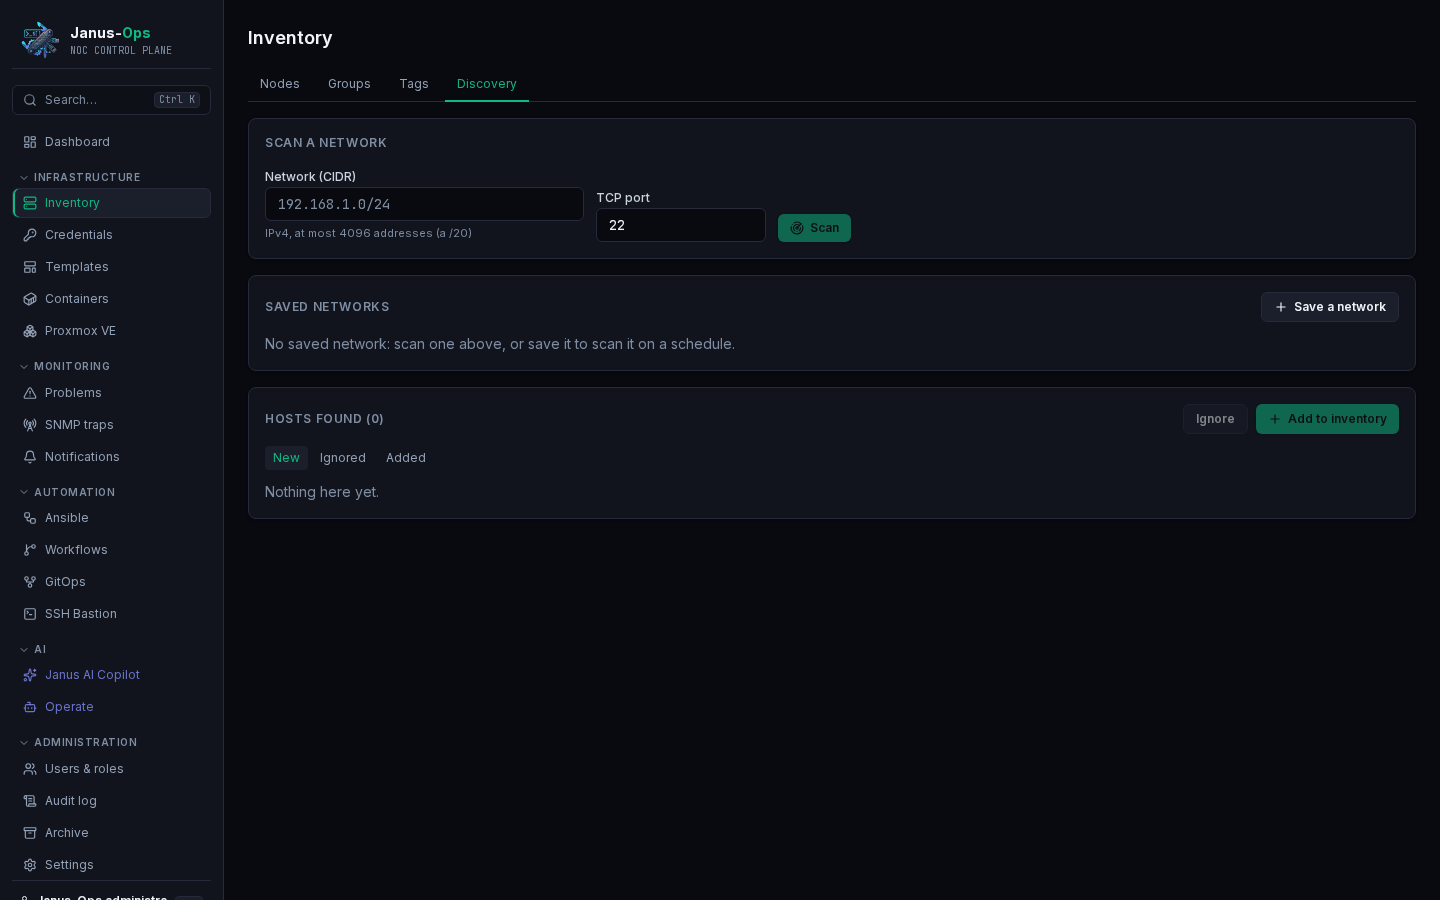 Janus-Ops
NOC CONTROL PLANE
Search...
Ctrl K
Dashboard
INFRASTRUCTURE
Inventory
Credentials
Templates
Containers
Proxmox VE
MONITORING
Problems
SNMP traps
Notifications
AUTOMATION
Ansible
Workflows
GitOps
SSH Bastion
AI
Janus AI Copilot
Operate
ADMINISTRATION
Users & roles
Audit log
Archive
Settings
Janus-Ops administra
Inventory
Nodes Groups Tags Discovery
SCAN A NETWORK
Network (CIDR)
192.168.1.0/24
IPv4, at most 4096 addresses (a /20)
TCP port
22
Scan
SAVED NETWORKS
Save a network
No saved network: scan one above, or save it to scan it on a schedule.
HOSTS FOUND (0)
Ignore
Add to inventory
New Ignored Added
Nothing here yet.